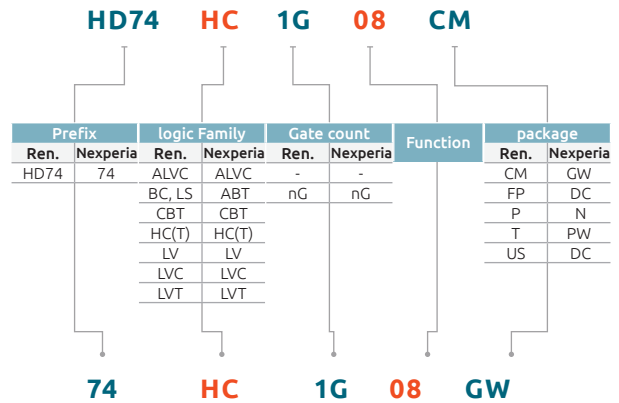 HD74 HC 1G 08 CM
Prefix logic Family Gate count Function package
Ren. Nexperia Ren. Nexperia Ren. Nexperia Ren. Nexperia
HD74 74 ALVC ALVC - - CM GW
BC, LS ABT nG nG FP DC
CBT CBT P N
HC(T) HC(T) T PW
LV LV US DC
LVC LVC
LVT LVT
74 HC 1G 08 GW